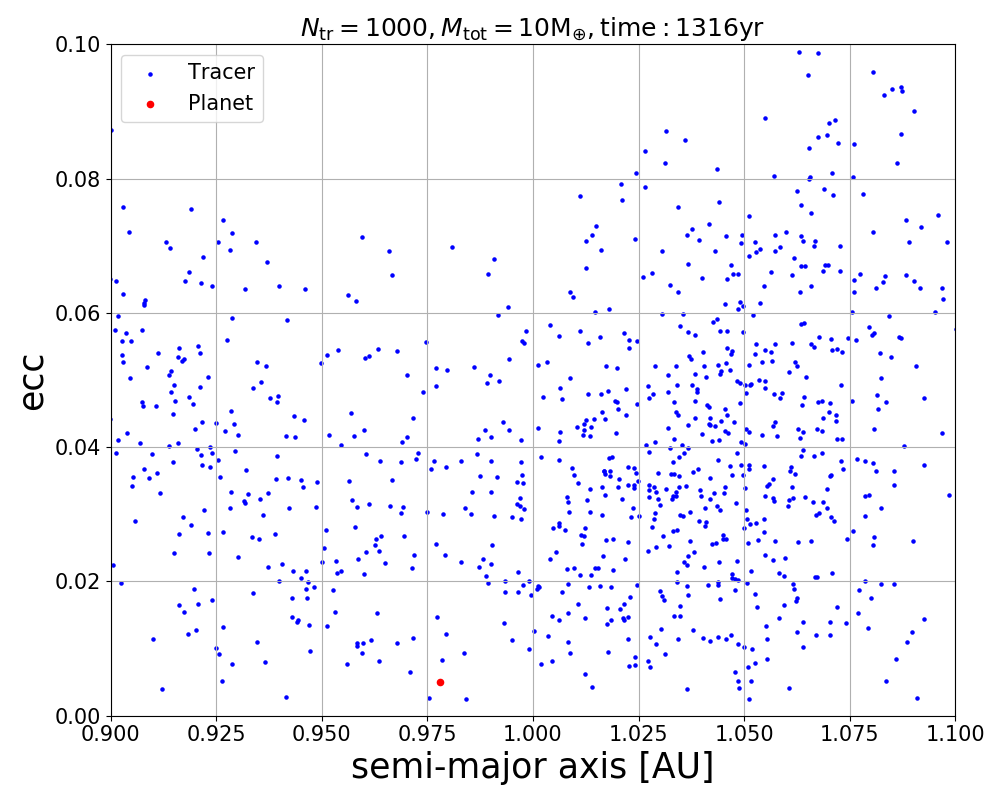 N_tr = 1000, M_tot = 10M_⊕, time : 1316yr
0.10
Tracer
Planet
0.08
0.06
ecc
0.04
0.02
0.00
0.900 0.925 0.950 0.975 1.000 1.025 1.050 1.075 1.100
semi-major axis [AU]